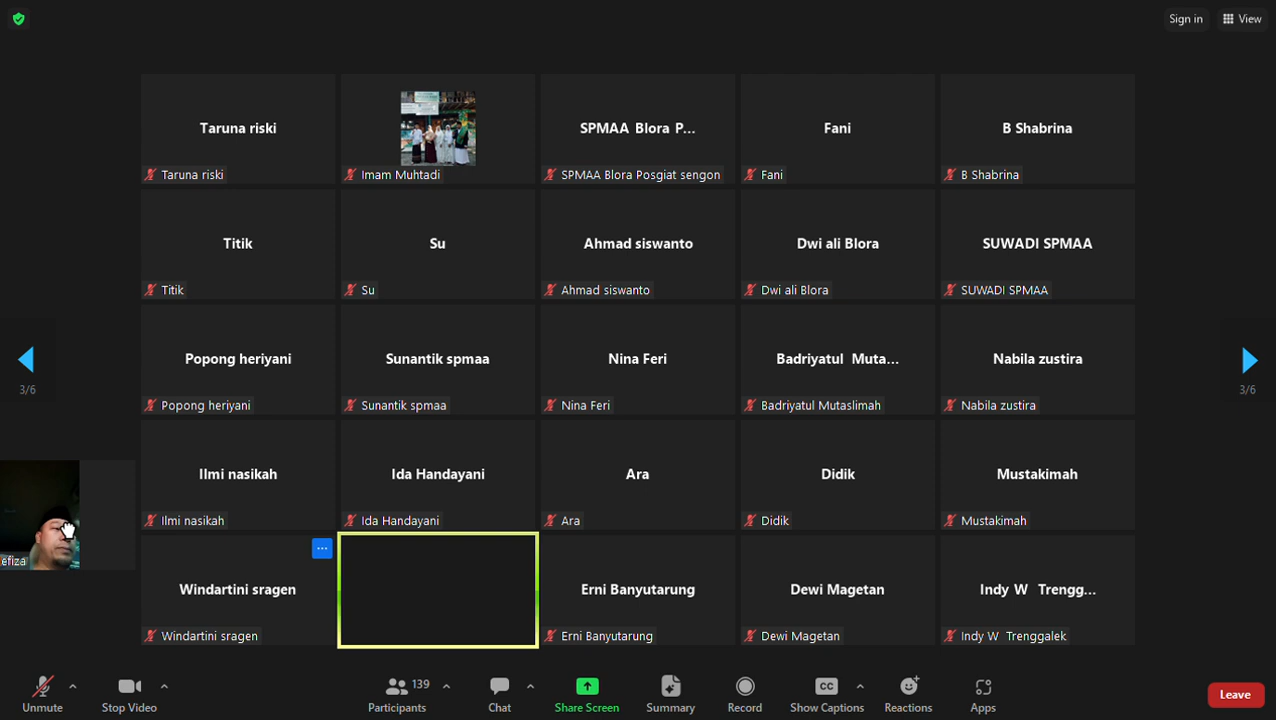 Sign in
View
Taruna riski
Taruna riski
Imam Muhtadi
SPMAA Blora P...
SPMAA Blora Posgiat sengon
Fani
Fani
B Shabrina
B Shabrina
Titik
Titik
Su
Su
Ahmad siswanto
Ahmad siswanto
Dwi ali Blora
Dwi ali Blora
SUWADI SPMAA
SUWADI SPMAA
3/6
Popong heriyani
Popong heriyani
Sunantik spmaa
Sunantik spmaa
Nina Feri
Nina Feri
Badriyatul Muta...
Badriyatul Mutaslimah
Nabila zustira
Nabila zustira
3/6
efiza
Ilmi nasikah
Ilmi nasikah
Ida Handayani
Ida Handayani
Ara
Ara
Didik
Didik
Mustakimah
Mustakimah
Windartini sragen
Windartini sragen
Erni Banyutarung
Erni Banyutarung
Dewi Magetan
Dewi Magetan
Indy W Trengg...
Indy W Trenggalek
Unmute
Stop Video
139
Participants
Chat
Share Screen
Summary
Record
CC
Show Captions
Reactions
Apps
Leave